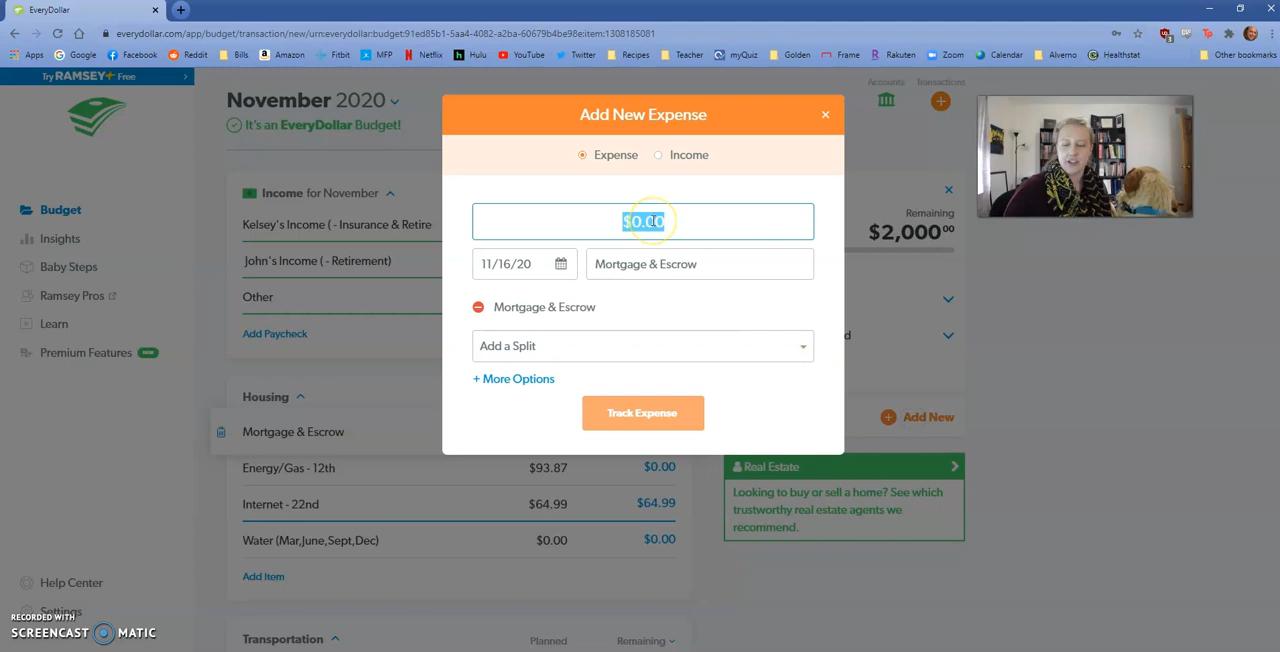 EveryDollar
everydollar.com/app/budget/transaction/new/urn:everydollar:budget:91ed85b1-5aa4-4082-a2ba-60679b4be98e:item:1308185081
Apps Google Facebook Reddit Bills Amazon Fitbit MFP Netflix Hulu YouTube Twitter Recipes Teacher myQuiz Golden Frame Rakuten Zoom Calendar Alverno Healthstat Other bookmarks
Try RAMSEY+ Free
November 2020
It's an EveryDollar Budget!
Accounts
Transactions
Budget
Insights
Baby Steps
Ramsey Pros
Learn
Premium Features NEW
Help Center
Settings
RECORDED WITH
SCREENCAST MATIC
Income for November
Kelsey's Income ( - Insurance & Retire
John's Income ( - Retirement)
Other
Add Paycheck
Housing
Mortgage & Escrow
Energy/Gas - 12th $93.87 $0.00
Internet - 22nd $64.99 $64.99
Water (Mar,June,Sept,Dec) $0.00 $0.00
Add Item
Transportation Planned Remaining
Add New Expense
Expense Income
$0.00
11/16/20 Mortgage & Escrow
Mortgage & Escrow
Add a Split
+ More Options
Track Expense
Remaining
$2,000.00
d
Add New
Real Estate
Looking to buy or sell a home? See which
trustworthy real estate agents we
recommend.